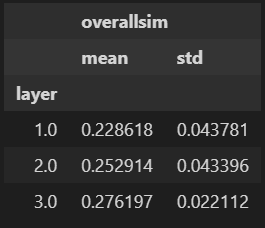 overallsim
mean std
layer
1.0 0.228618 0.043781
2.0 0.252914 0.043396
3.0 0.276197 0.022112